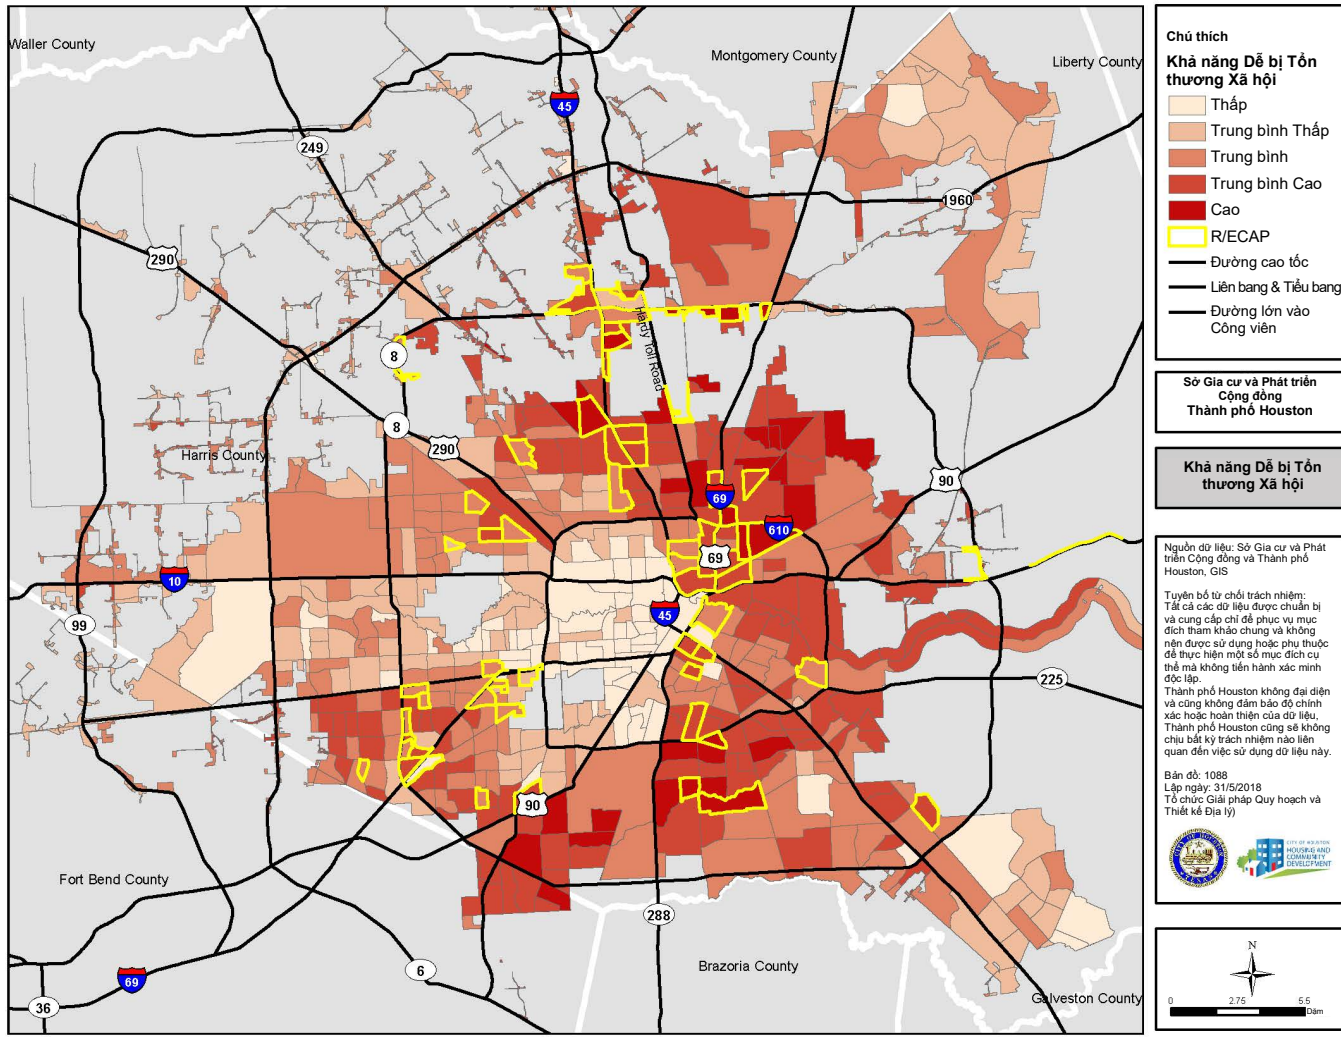 Waller County
Montgomery County
Liberty County
45
249
1960
290
Hardy Toll Road
8
8
290
Harris County
90
69
610
69
10
45
99
225
90
Fort Bend County
288
Brazoria County
6
69
36
Galveston County
Chú thích
Khả năng Dễ bị Tổn
thương Xã hội
Thấp
Trung bình Thấp
Trung bình
Trung bình Cao
Cao
R/ECAP
Đường cao tốc
Liên bang & Tiểu bang
Đường lớn vào
Công viên
Sở Gia cư và Phát triển
Cộng đồng
Thành phố Houston
Khả năng Dễ bị Tổn
thương Xã hội
Nguồn dữ liệu: Sở Gia cư và Phát
triển Cộng đồng và Thành phố
Houston, GIS
Tuyên bố từ chối trách nhiệm:
Tất cả các dữ liệu được chuẩn bị
và cung cấp chỉ để phục vụ mục
đích tham khảo chung và không
nên được sử dụng hoặc phụ thuộc
để thực hiện một số mục đích cụ
thể mà không tiến hành xác minh
độc lập.
Thành phố Houston không đại diện
và cũng không đảm bảo độ chính
xác hoặc hoàn thiện của dữ liệu,
Thành phố Houston cũng sẽ không
chịu bất kỳ trách nhiệm nào liên
quan đến việc sử dụng dữ liệu này.
Bản đồ: 1088
Lập ngày: 31/5/2018
Tổ chức Giải pháp Quy hoạch và
Thiết kế Địa lý)
CITY OF HOUSTON
HOUSING AND
COMMUNITY
DEVELOPMENT
N
0 2.75 5.5
Dặm